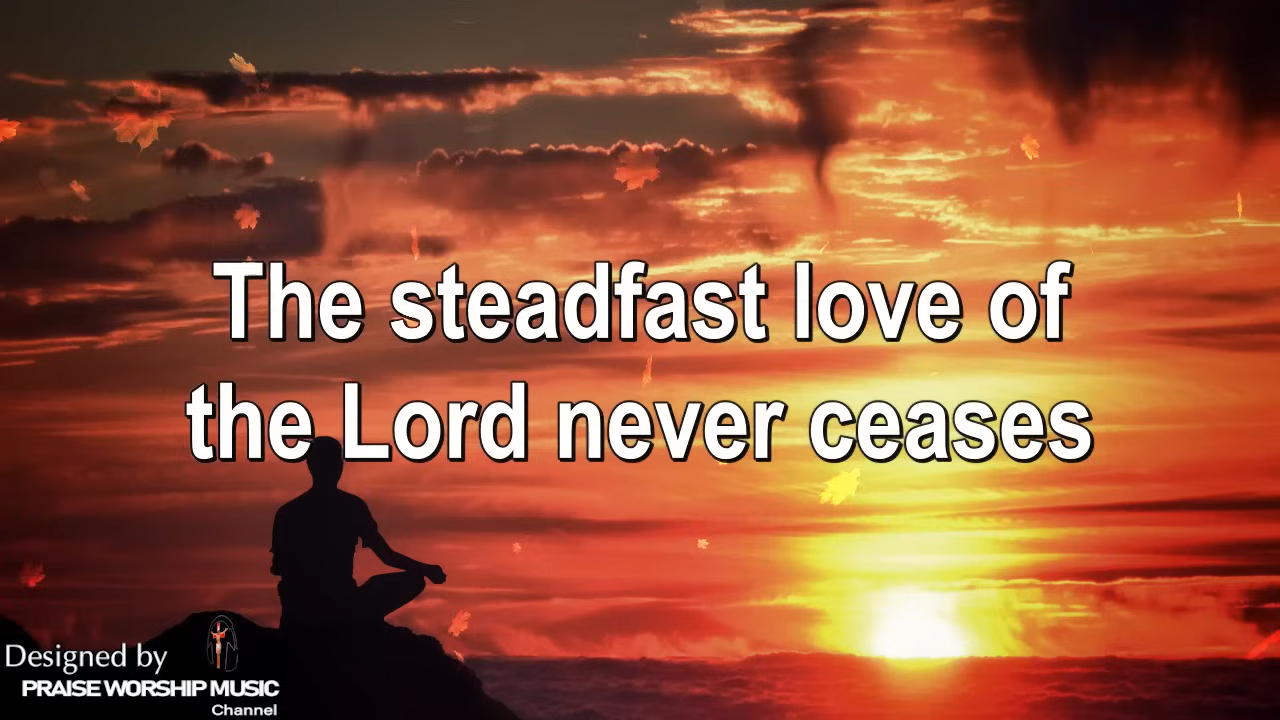 The steadfast love of
the Lord never ceases
Designed by
PRAISE WORSHIP MUSIC
Channel